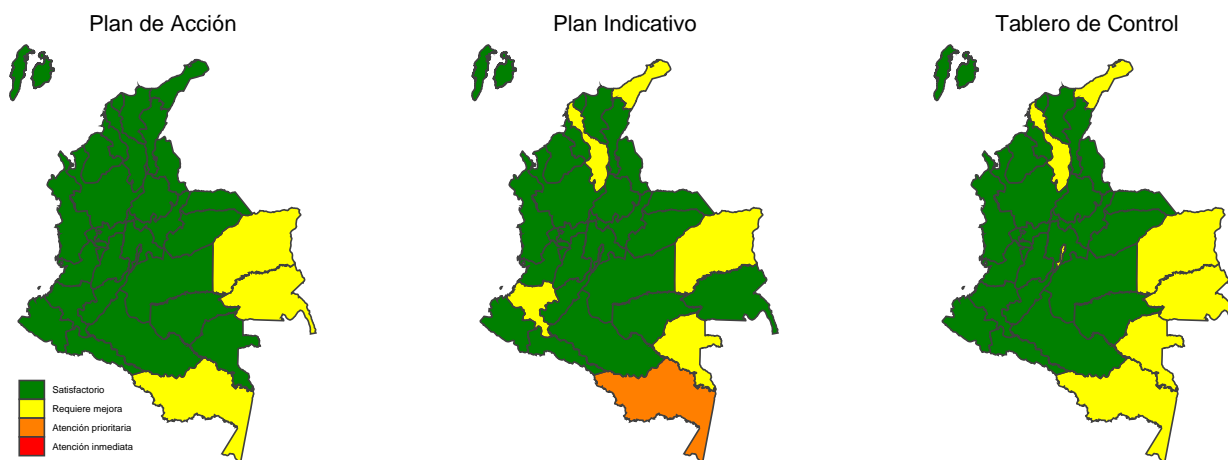 Plan de Acción
Plan Indicativo
Tablero de Control
Satisfactorio
Requiere mejora
Atención prioritaria
Atención inmediata